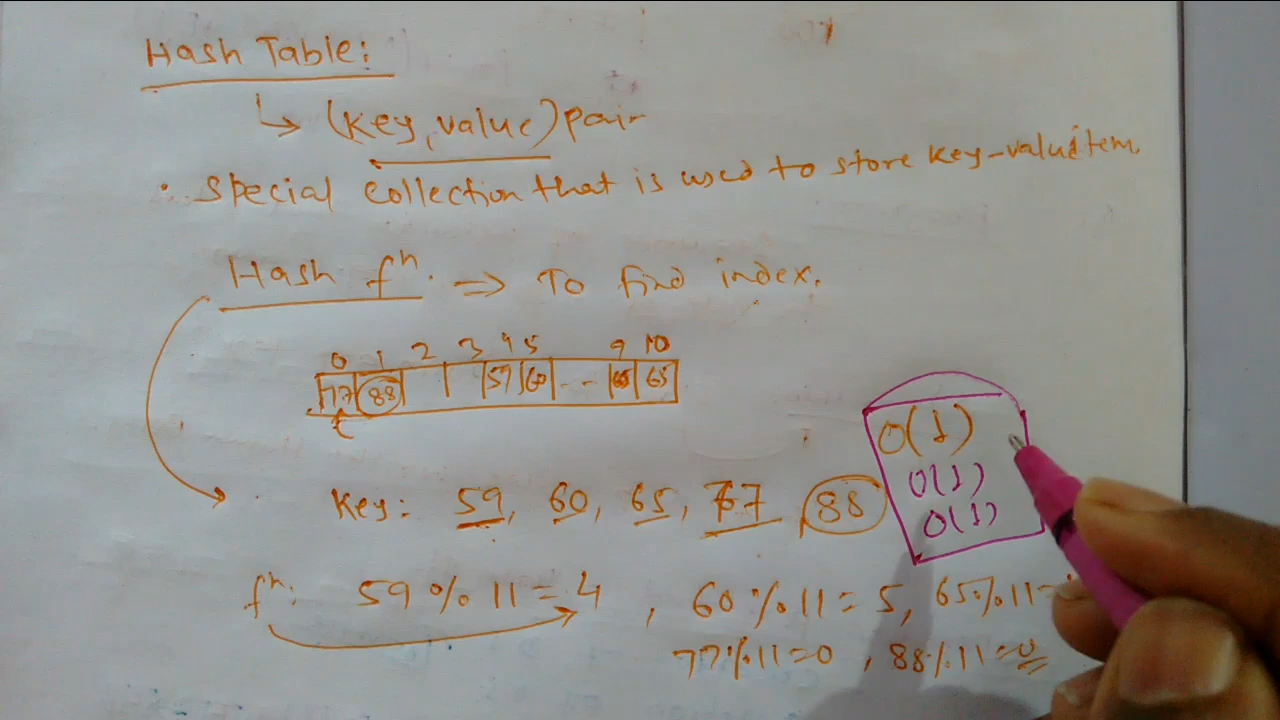 Hash Table:
↳ (Key, value) pair
• Special collection that is used to store key-value item.
Hash fⁿ. ⇒ To find index.
0 1 2 3 4 5 9 10
77 88 59 60 - - 65
O(1)
O(1)
O(1)
Key: 59, 60, 65, 77, 88
fⁿ: 59 % 11 = 4, 60 % 11 = 5, 65 % 11 =
77 % 11 = 0, 88 % 11 = 0